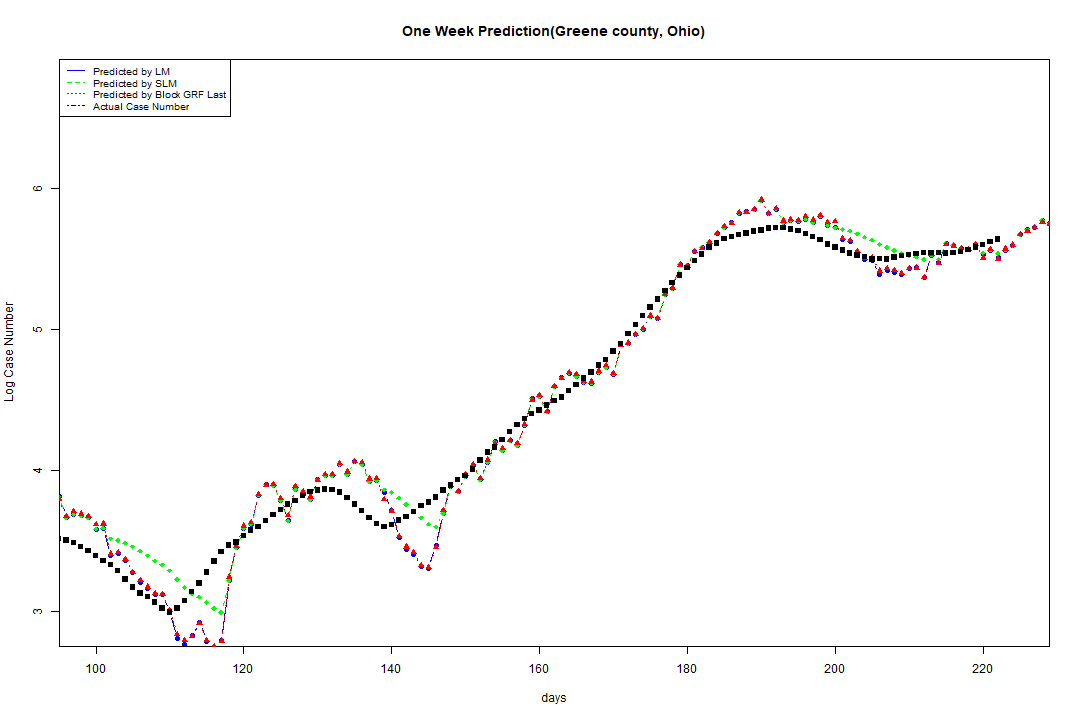 One Week Prediction(Greene county, Ohio)
Predicted by LM
Predicted by SLM
Predicted by Block GRF Last
Actual Case Number
6
5
4
3
Log Case Number
100 120 140 160 180 200 220
days